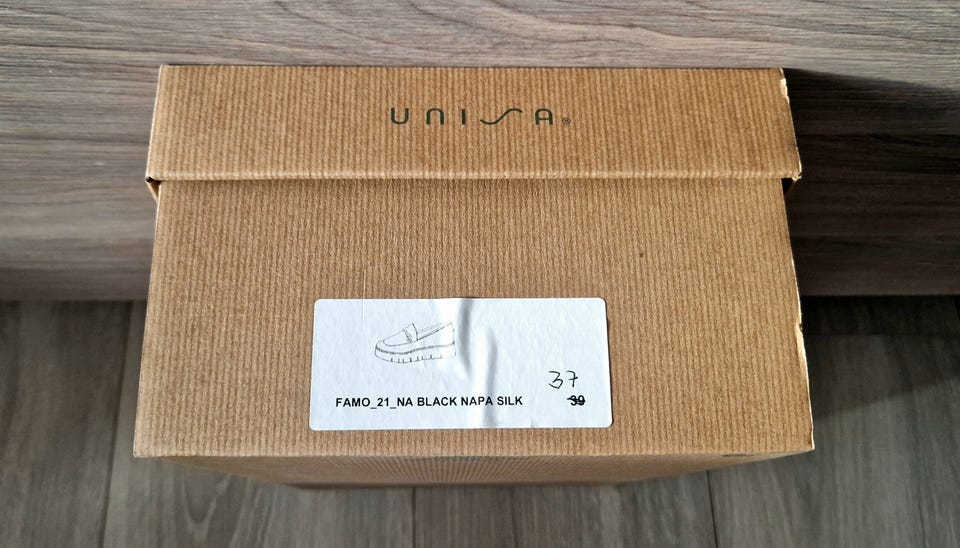 UNISA®
37
FAMO_21_NA BLACK NAPA SILK 39